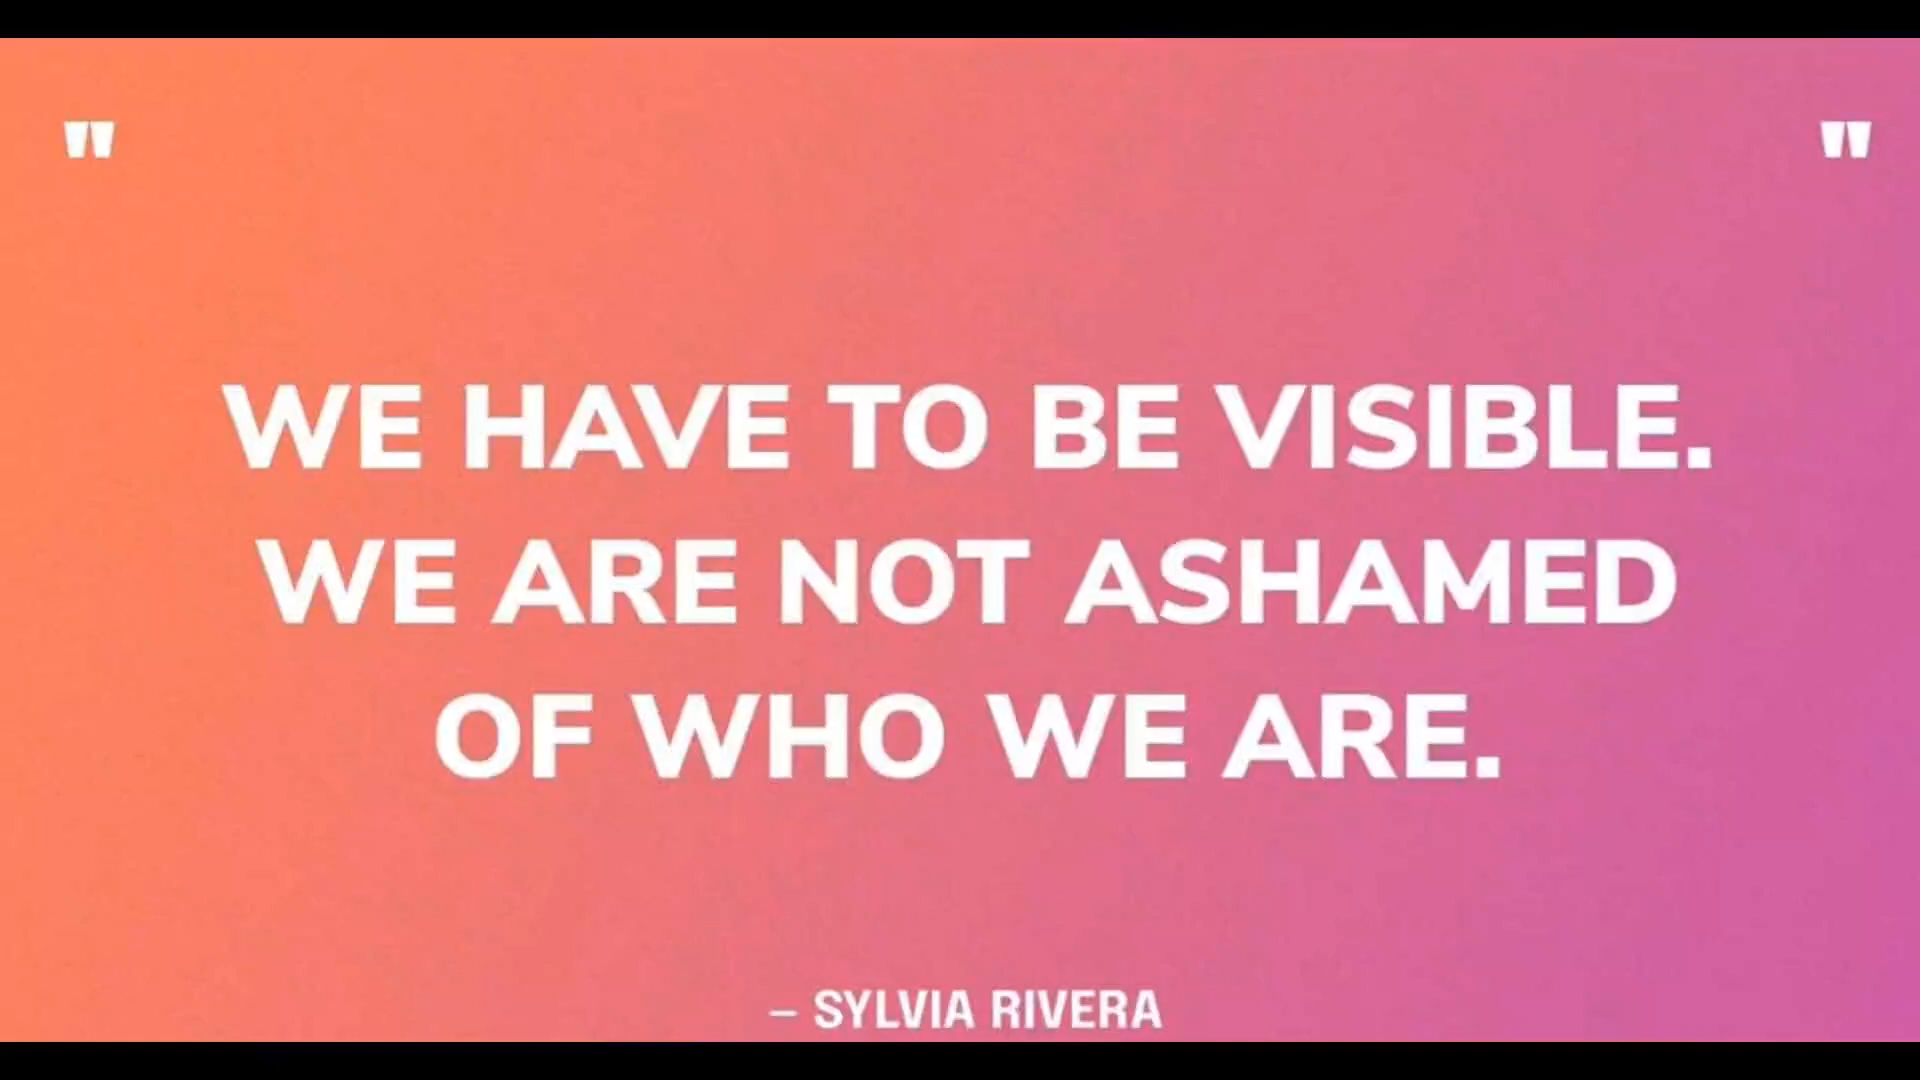 " "
WE HAVE TO BE VISIBLE.
WE ARE NOT ASHAMED
OF WHO WE ARE.
– SYLVIA RIVERA